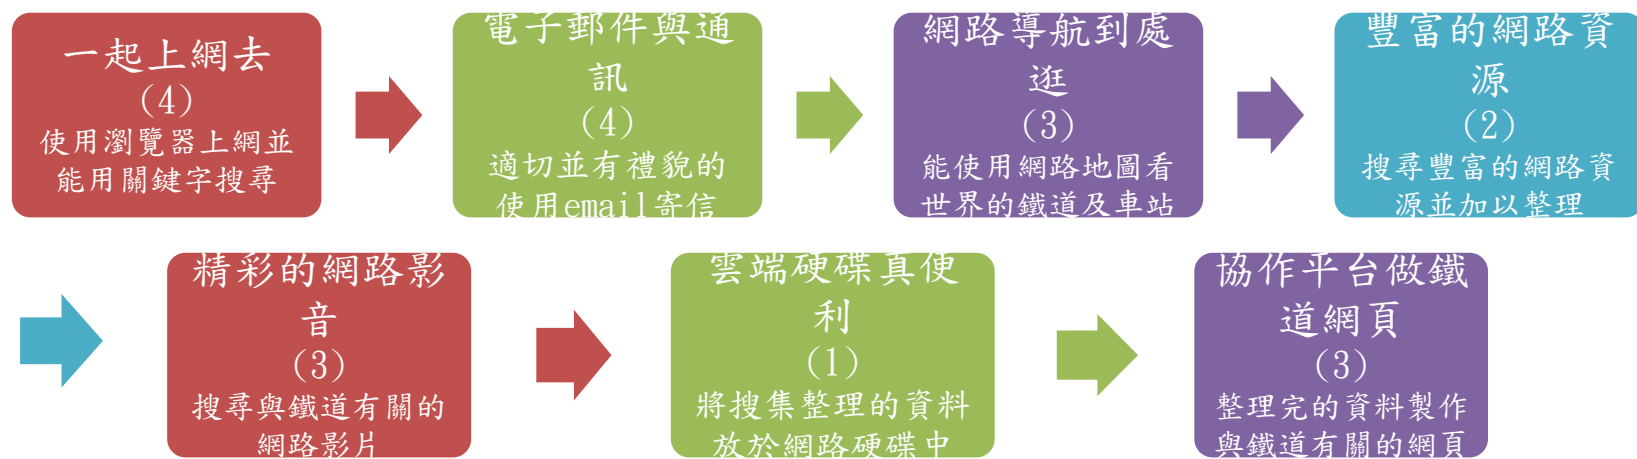 一起上網去
(4)
使用瀏覽器上網並
能用關鍵字搜尋
電子郵件與通
訊
(4)
適切並有禮貌的
使用email寄信
網路導航到處
逛
(3)
能使用網路地圖看
世界的鐵道及車站
豐富的網路資
源
(2)
搜尋豐富的網路資
源並加以整理
精彩的網路影
音
(3)
搜尋與鐵道有關的
網路影片
雲端硬碟真便
利
(1)
將搜集整理的資料
放於網路硬碟中
協作平台做鐵
道網頁
(3)
整理完的資料製作
與鐵道有關的網頁